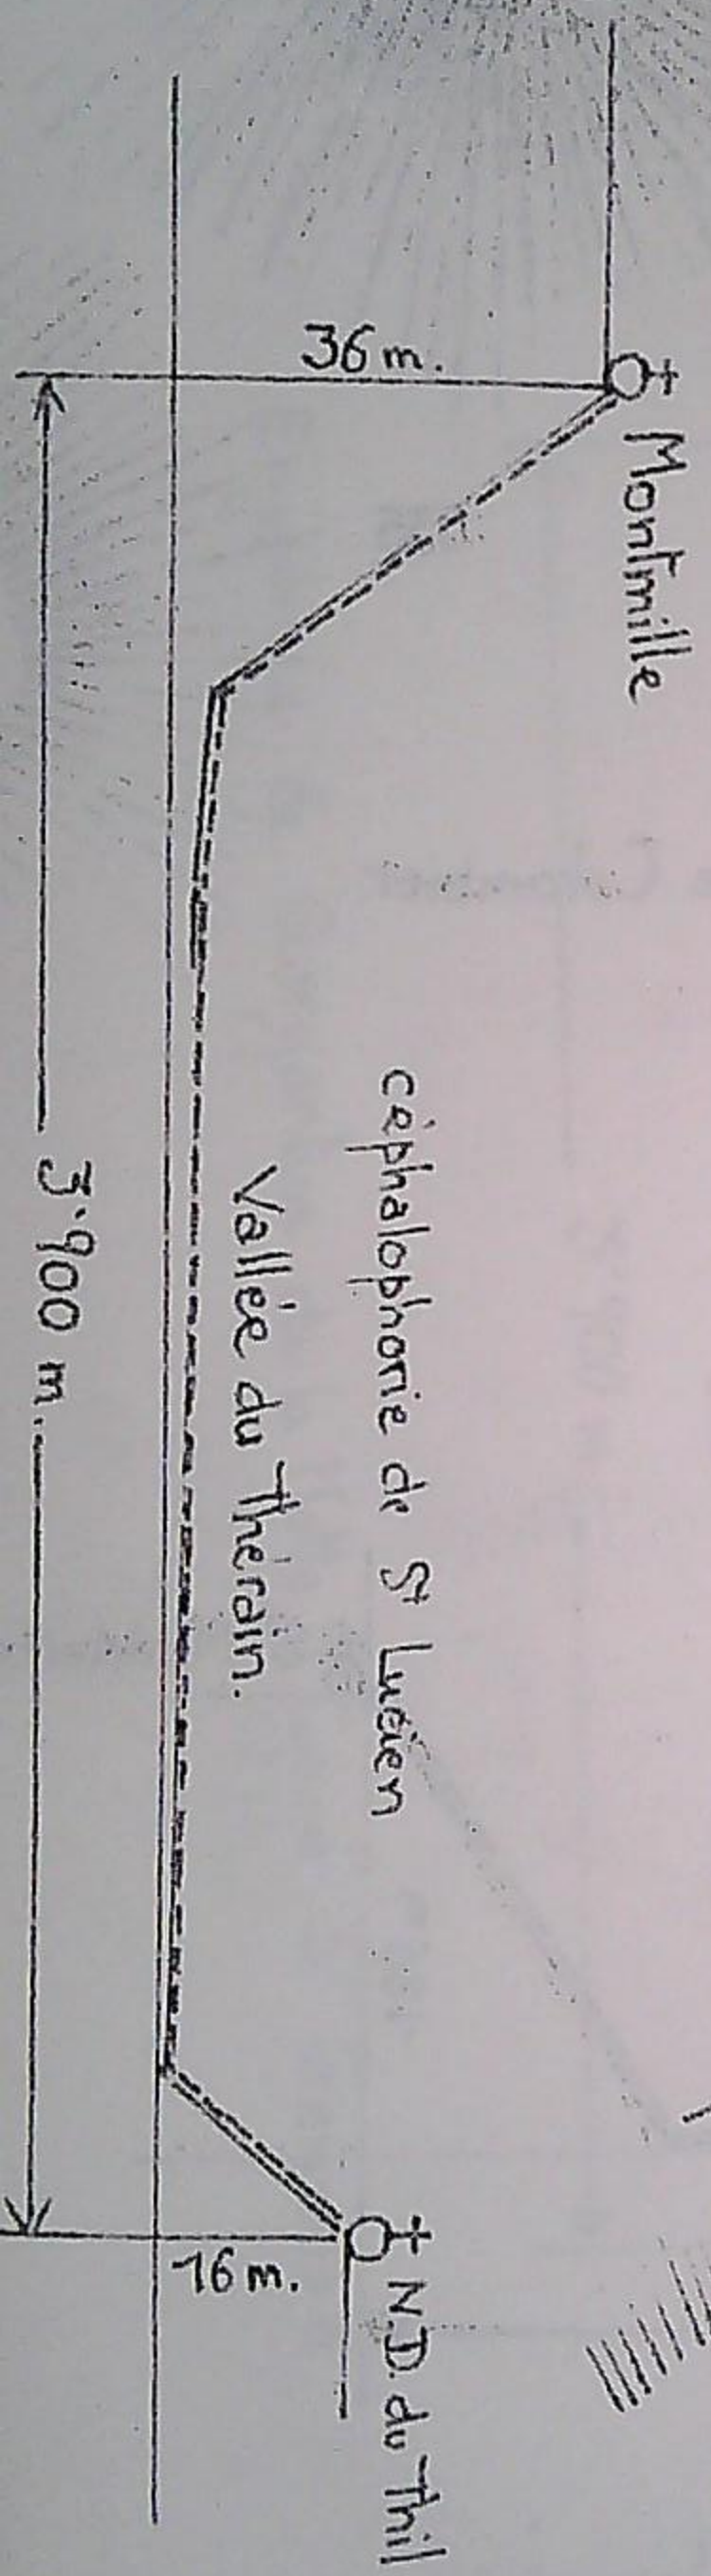 Montmille
36 m.
céphalophorie de St Lucien
Vallée du Thérain.
3.900 m.
N.D. du Thil
16 m.